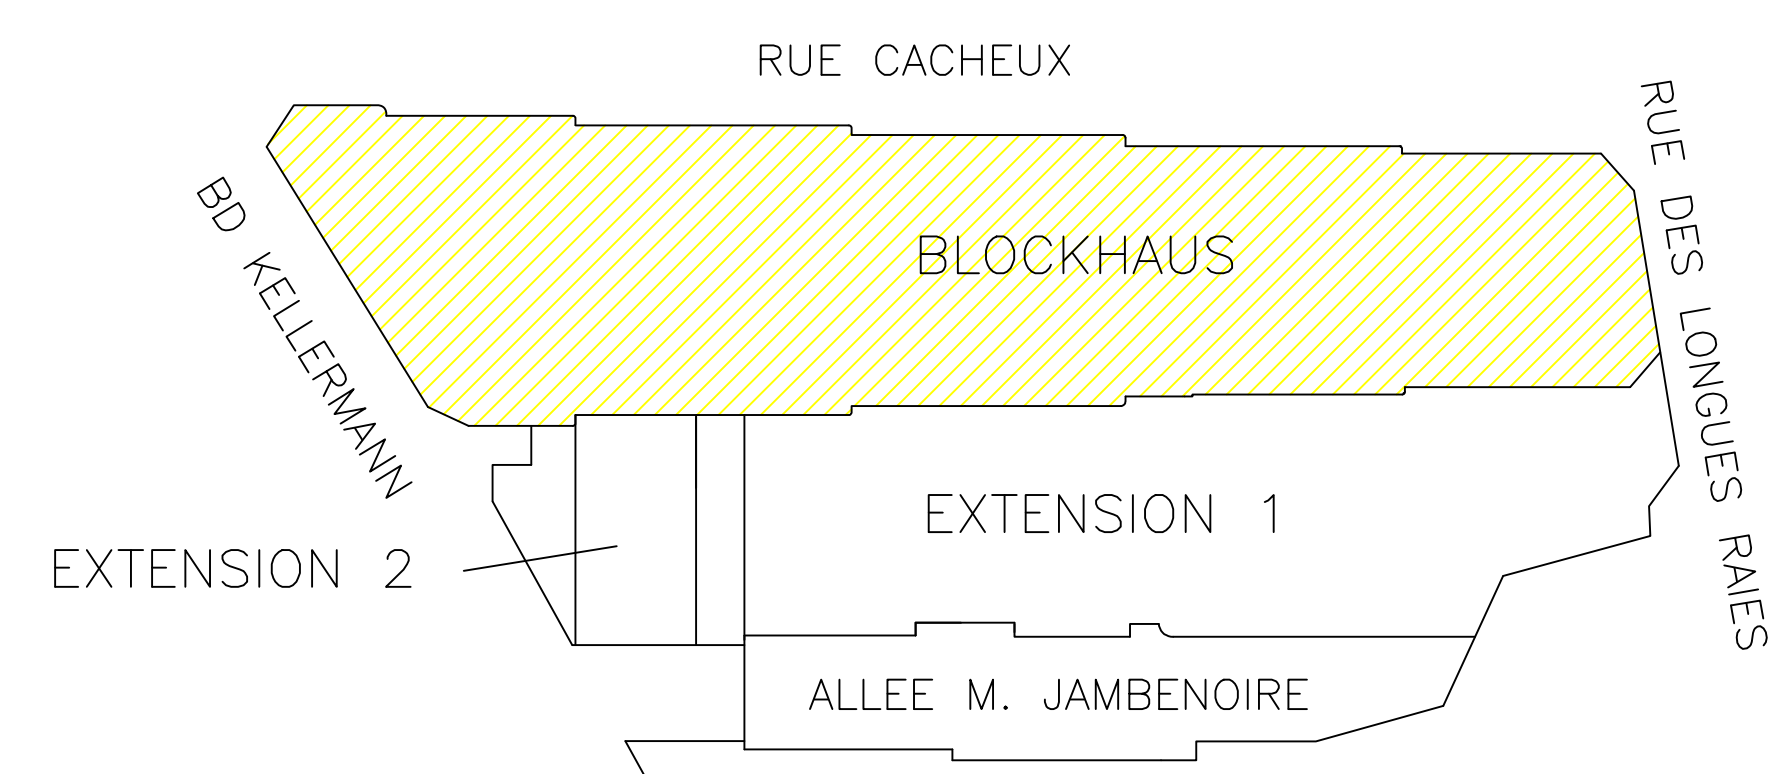 RUE CACHEUX
RUE DES LONGUES RAIES
BD KELLERMANN
BLOCKHAUS
EXTENSION 1
EXTENSION 2
ALLEE M. JAMBENOIRE